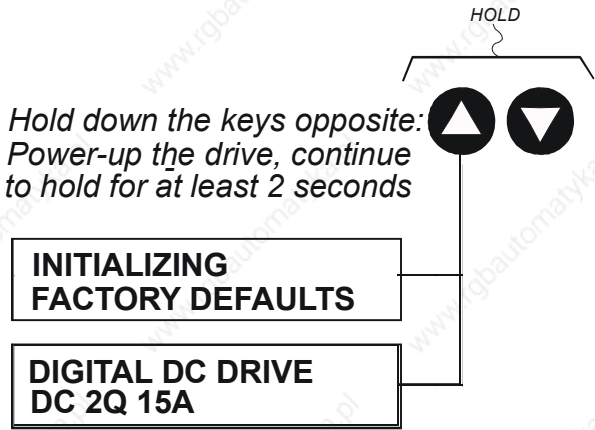 HOLD
Hold down the keys opposite:
Power-up the drive, continue
to hold for at least 2 seconds
INITIALIZING
FACTORY DEFAULTS
DIGITAL DC DRIVE
DC 2Q 15A